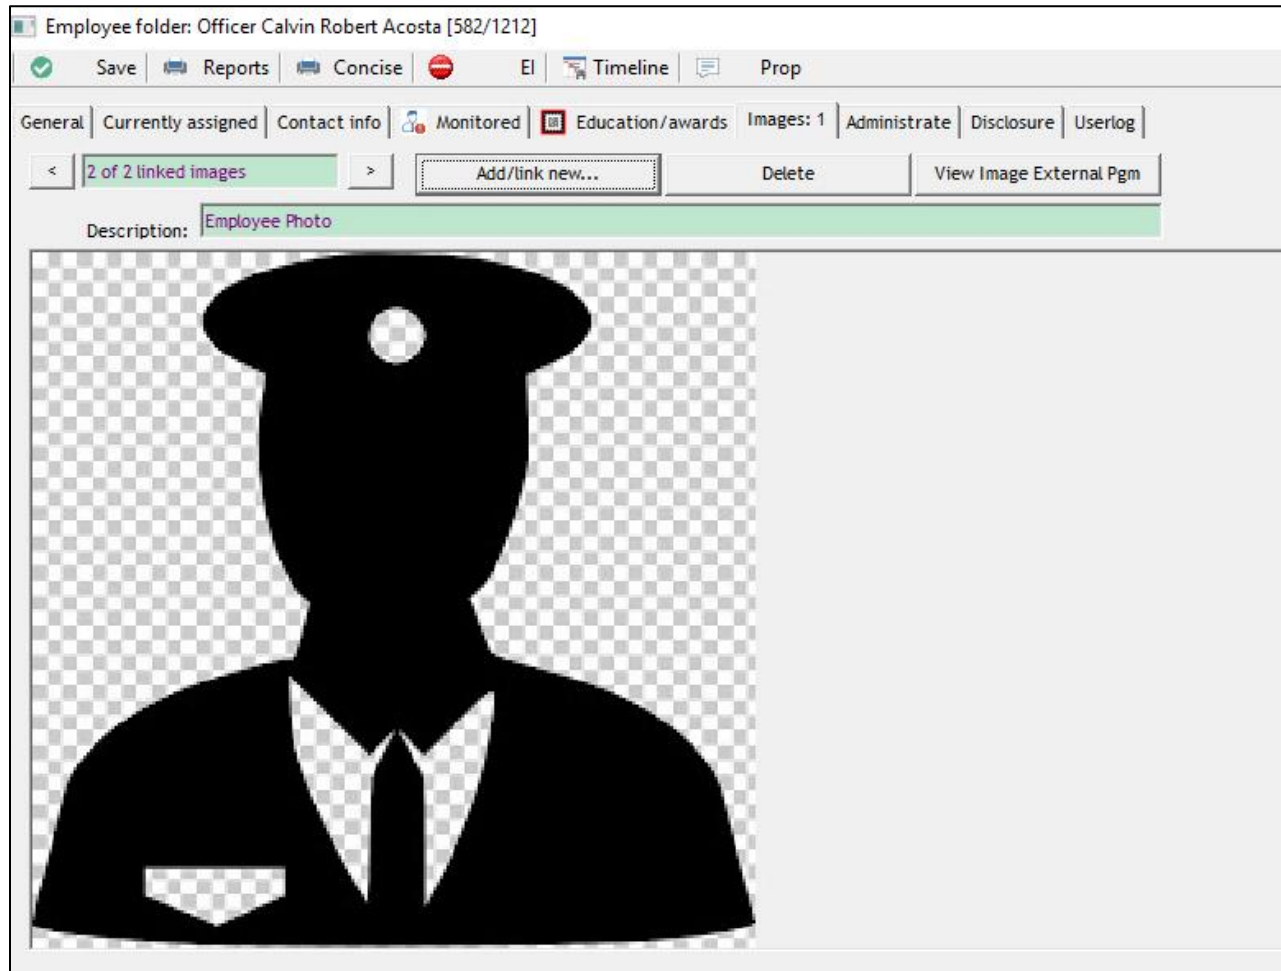 Employee folder: Officer Calvin Robert Acosta [582/1212]
Save Reports Concise EI Timeline Prop
General Currently assigned Contact info Monitored Education/awards Images: 1 Administrate Disclosure Userlog
< 2 of 2 linked images > Add/link new... Delete View Image External Pgm
Description: Employee Photo